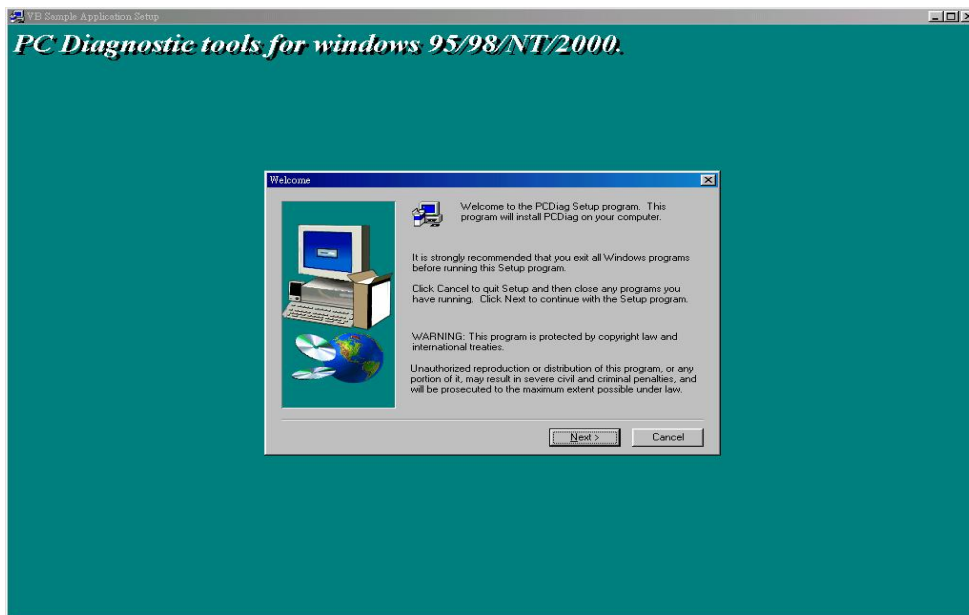 VB Sample Application Setup
PC Diagnostic tools for windows 95/98/NT/2000.
Welcome
Welcome to the PCDiag Setup program. This
program will install PCDiag on your computer.
It is strongly recommended that you exit all Windows programs
before running this Setup program.
Click Cancel to quit Setup and then close any programs you
have running. Click Next to continue with the Setup program.
WARNING: This program is protected by copyright law and
international treaties.
Unauthorized reproduction or distribution of this program, or any
portion of it, may result in severe civil and criminal penalties, and
will be prosecuted to the maximum extent possible under law.
Next >
Cancel